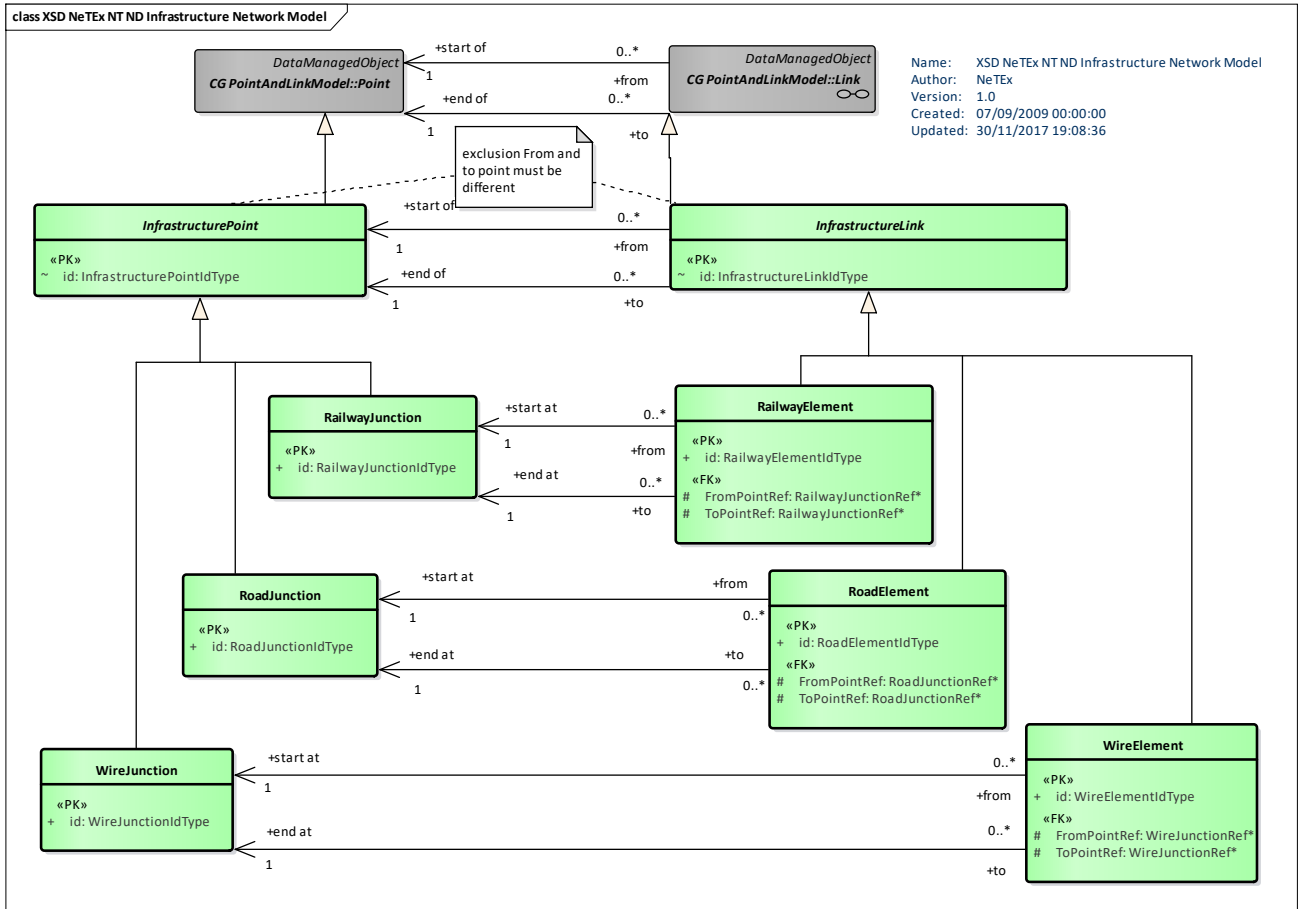 class XSD NeTEx NT ND Infrastructure Network Model
DataManagedObject
CG PointAndLinkModel::Point
+start of
1
0..*
+from
+end of
1
0..*
+to
DataManagedObject
CG PointAndLinkModel::Link
Name: XSD NeTEx NT ND Infrastructure Network Model
Author: NeTEx
Version: 1.0
Created: 07/09/2009 00:00:00
Updated: 30/11/2017 19:08:36
exclusion From and
to point must be
different
InfrastructurePoint
«PK»
~ id: InfrastructurePointIdType
+start of
1
0..*
+from
+end of
1
0..*
+to
InfrastructureLink
«PK»
~ id: InfrastructureLinkIdType
RailwayJunction
«PK»
+ id: RailwayJunctionIdType
+start at
1
0..*
+from
+end at
1
0..*
+to
RailwayElement
«PK»
+ id: RailwayElementIdType
«FK»
# FromPointRef: RailwayJunctionRef*
# ToPointRef: RailwayJunctionRef*
RoadJunction
«PK»
+ id: RoadJunctionIdType
+start at
1
+from
0..*
+end at
1
+to
0..*
RoadElement
«PK»
+ id: RoadElementIdType
«FK»
# FromPointRef: RoadJunctionRef*
# ToPointRef: RoadJunctionRef*
WireJunction
«PK»
+ id: WireJunctionIdType
+start at
1
0..*
+from
+end at
1
0..*
+to
WireElement
«PK»
+ id: WireElementIdType
«FK»
# FromPointRef: WireJunctionRef*
# ToPointRef: WireJunctionRef*